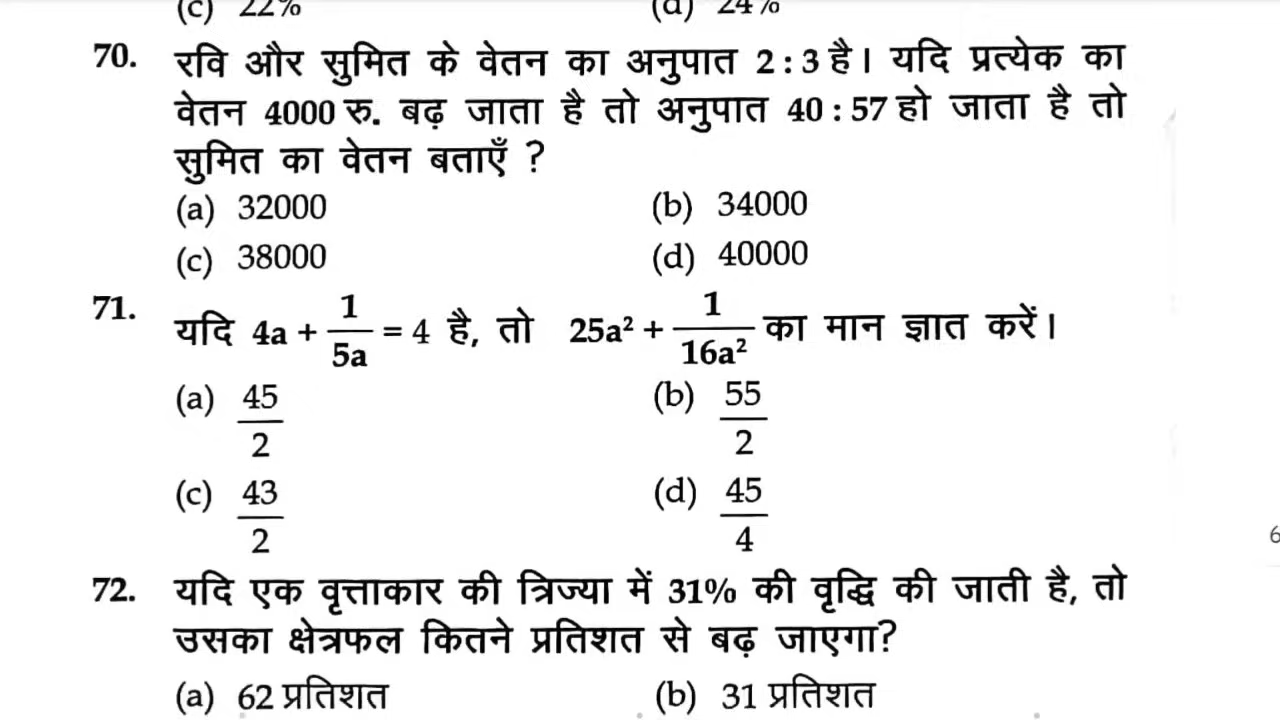 (c) 22% (d) 24%
70. रवि और सुमित के वेतन का अनुपात 2 : 3 है। यदि प्रत्येक का
वेतन 4000 रु. बढ़ जाता है तो अनुपात 40 : 57 हो जाता है तो
सुमित का वेतन बताएँ ?
(a) 32000 (b) 34000
(c) 38000 (d) 40000
71. यदि 4a + 1/5a = 4 है, तो 25a² + 1/16a² का मान ज्ञात करें।
(a) 45/2 (b) 55/2
(c) 43/2 (d) 45/4
72. यदि एक वृत्ताकार की त्रिज्या में 31% की वृद्धि की जाती है, तो
उसका क्षेत्रफल कितने प्रतिशत से बढ़ जाएगा?
(a) 62 प्रतिशत (b) 31 प्रतिशत